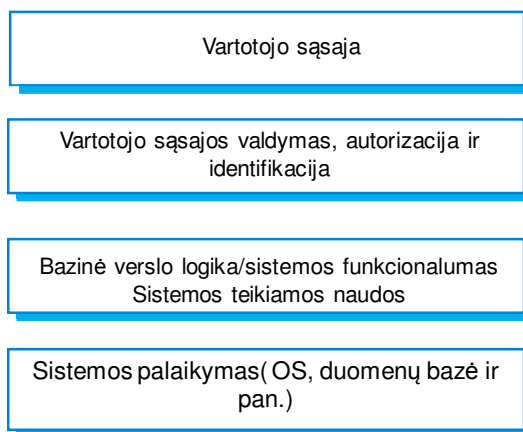 Vartotojo sąsaja
Vartotojo sąsajos valdymas, autorizacija ir
identifikacija
Bazinė verslo logika/sistemos funkcionalumas
Sistemos teikiamos naudos
Sistemos palaikymas( OS, duomenų bazė ir
pan.)